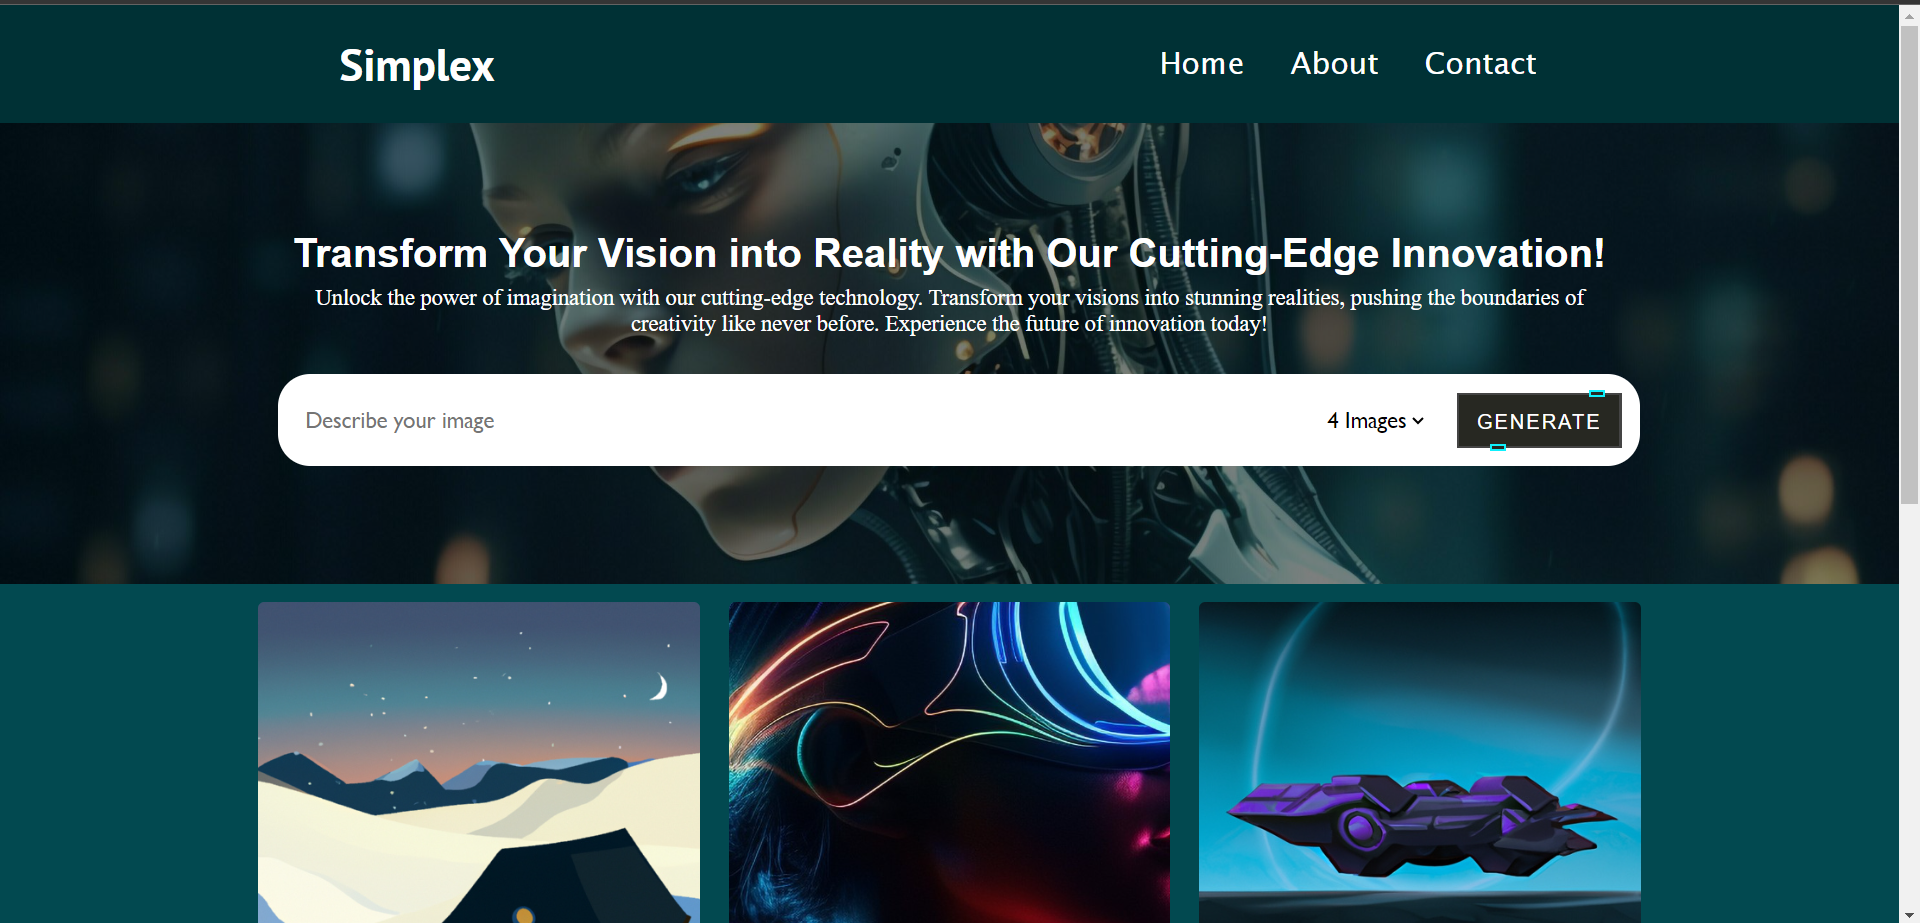 Simplex
Home About Contact
Transform Your Vision into Reality with Our Cutting-Edge Innovation!
Unlock the power of imagination with our cutting-edge technology. Transform your visions into stunning realities, pushing the boundaries of
creativity like never before. Experience the future of innovation today!
Describe your image 4 Images GENERATE